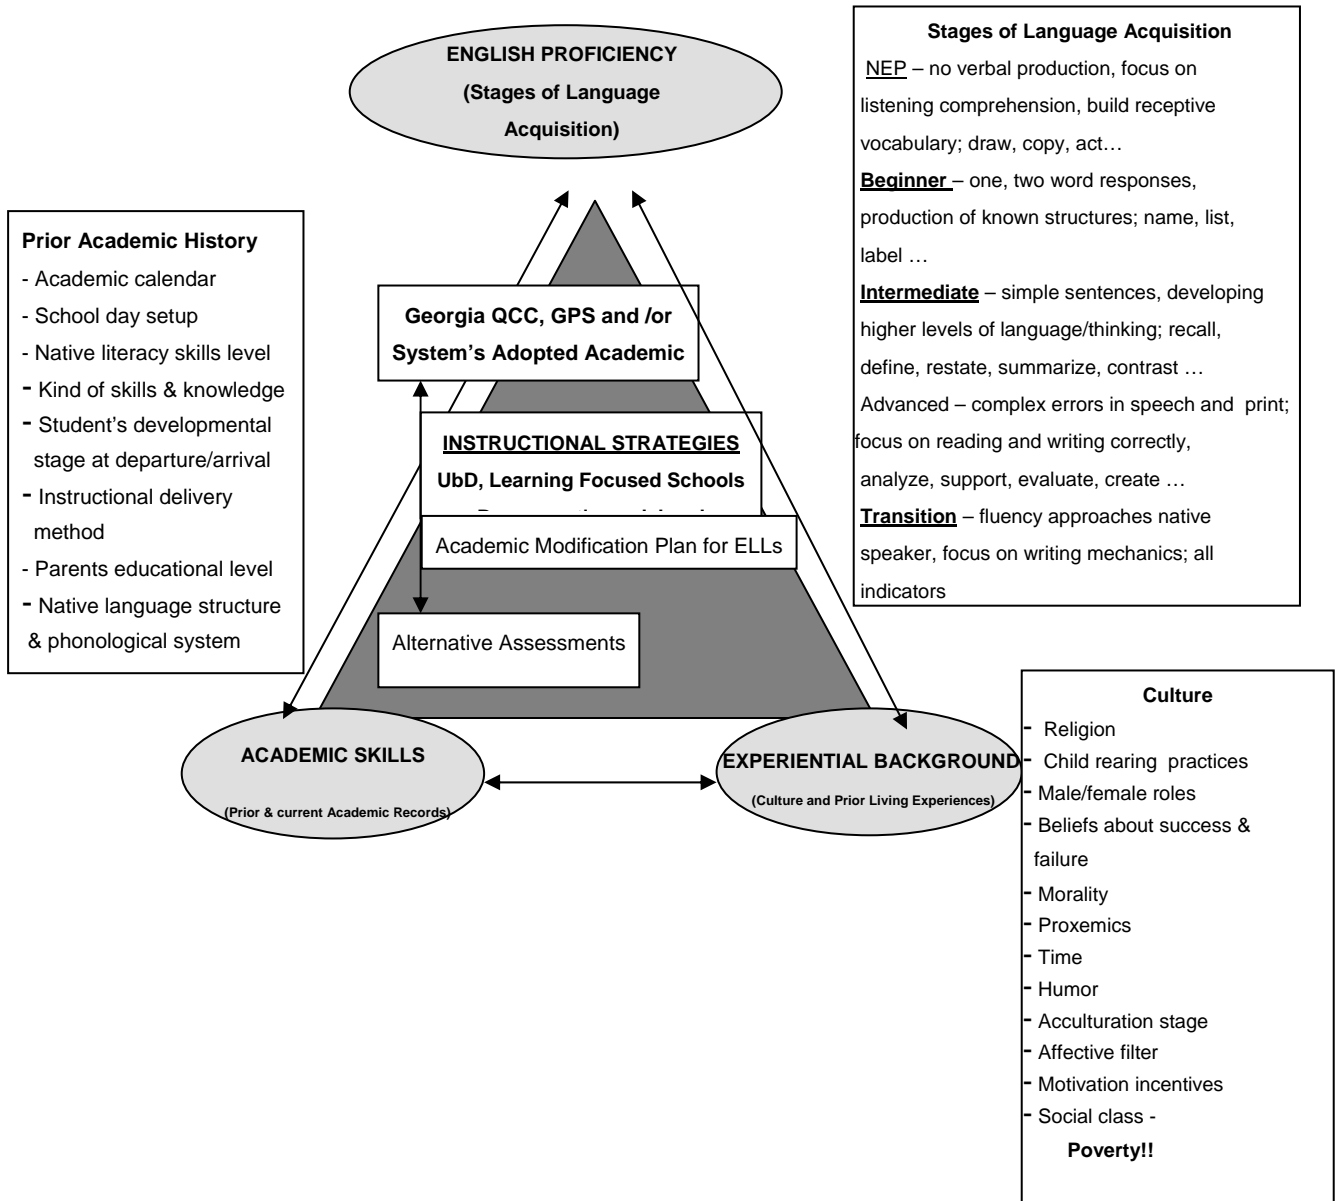 ENGLISH PROFICIENCY
(Stages of Language
Acquisition)
Stages of Language Acquisition
NEP – no verbal production, focus on
listening comprehension, build receptive
vocabulary; draw, copy, act…
Beginner – one, two word responses,
production of known structures; name, list,
label …
Intermediate – simple sentences, developing
higher levels of language/thinking; recall,
define, restate, summarize, contrast …
Advanced – complex errors in speech and print;
focus on reading and writing correctly,
analyze, support, evaluate, create …
Transition – fluency approaches native
speaker, focus on writing mechanics; all
indicators
Prior Academic History
- Academic calendar
- School day setup
- Native literacy skills level
- Kind of skills & knowledge
- Student's developmental
stage at departure/arrival
- Instructional delivery
method
- Parents educational level
- Native language structure
& phonological system
Georgia QCC, GPS and /or
System's Adopted Academic
INSTRUCTIONAL STRATEGIES
UbD, Learning Focused Schools
Academic Modification Plan for ELLs
Alternative Assessments
ACADEMIC SKILLS
(Prior & current Academic Records)
EXPERIENTIAL BACKGROUND
(Culture and Prior Living Experiences)
Culture
- Religion
- Child rearing practices
- Male/female roles
- Beliefs about success &
failure
- Morality
- Proxemics
- Time
- Humor
- Acculturation stage
- Affective filter
- Motivation incentives
- Social class -
Poverty!!